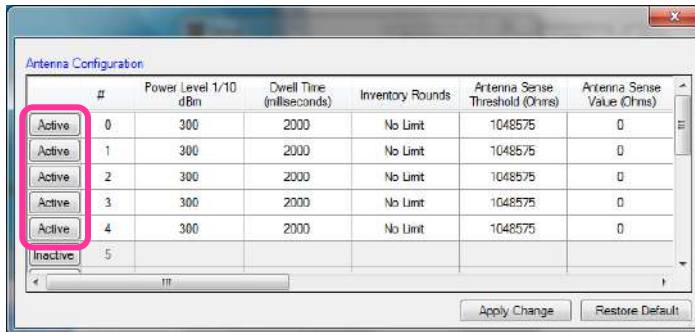 Antenna Configuration
# Power Level 1/10 dBm Dwell Time (milliseconds) Inventory Rounds Antenna Sense Threshold (Ohms) Antenna Sense Value (Ohms)
Active 0 300 2000 No Limit 1048575 0
Active 1 300 2000 No Limit 1048575 0
Active 2 300 2000 No Limit 1048575 0
Active 3 300 2000 No Limit 1048575 0
Active 4 300 2000 No Limit 1048575 0
Inactive 5
Apply Change Restore Default